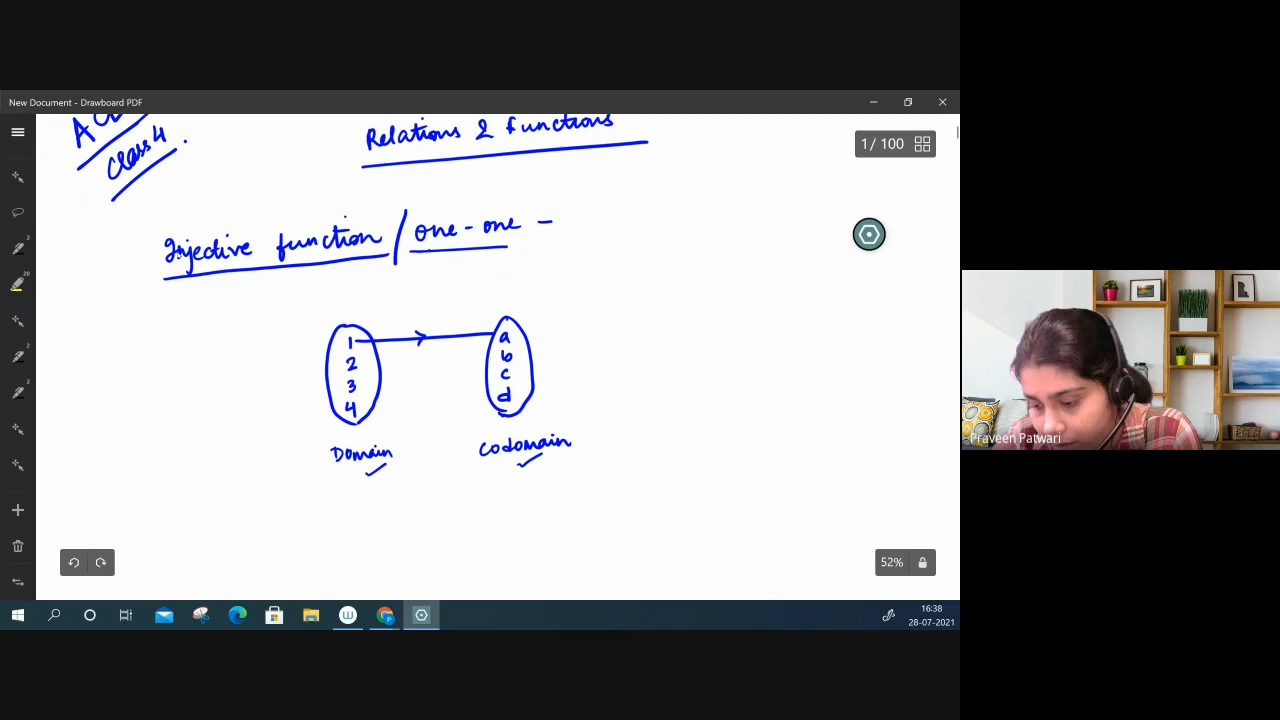 New Document - Drawboard PDF
Class 4.
Relations & functions
1 / 100
Injective function / one - one -
1 a
2 b
3 c
4 d
Domain Codomain
Praveen Patwari
52%
16:38
28-07-2021